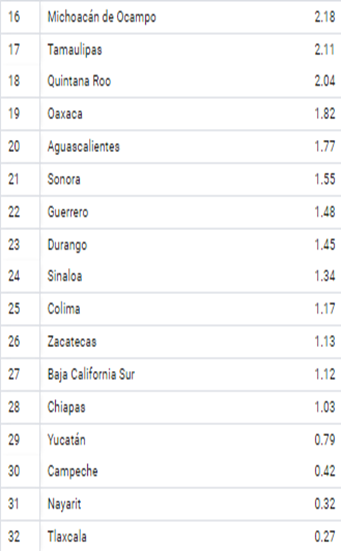 16 Michoacán de Ocampo 2.18
17 Tamaulipas 2.11
18 Quintana Roo 2.04
19 Oaxaca 1.82
20 Aguascalientes 1.77
21 Sonora 1.55
22 Guerrero 1.48
23 Durango 1.45
24 Sinaloa 1.34
25 Colima 1.17
26 Zacatecas 1.13
27 Baja California Sur 1.12
28 Chiapas 1.03
29 Yucatán 0.79
30 Campeche 0.42
31 Nayarit 0.32
32 Tlaxcala 0.27